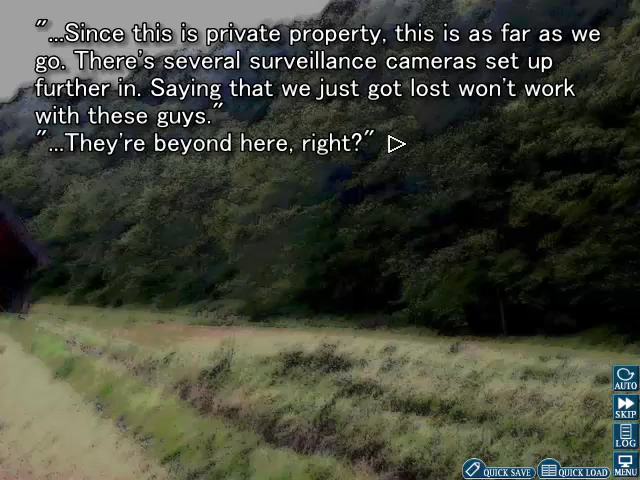 "...Since this is private property, this is as far as we
go. There's several surveillance cameras set up
further in. Saying that we just got lost won't work
with these guys."
"...They're beyond here, right?"
AUTO
SKIP
LOG
QUICK SAVE QUICK LOAD MENU